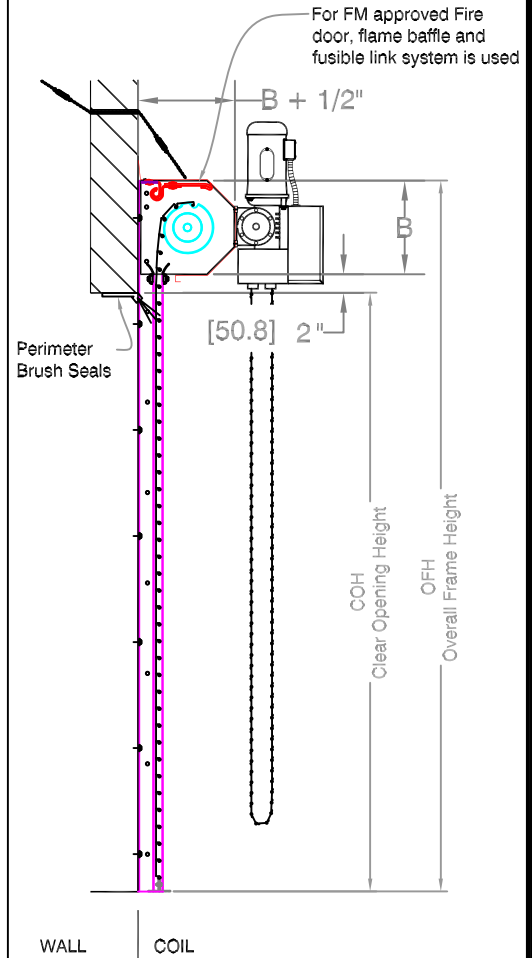 For FM approved Fire
door, flame baffle and
fusible link system is used
B + 1/2"
B
[50.8] 2"
Perimeter
Brush Seals
COH
Clear Opening Height
OFH
Overall Frame Height
WALL
COIL